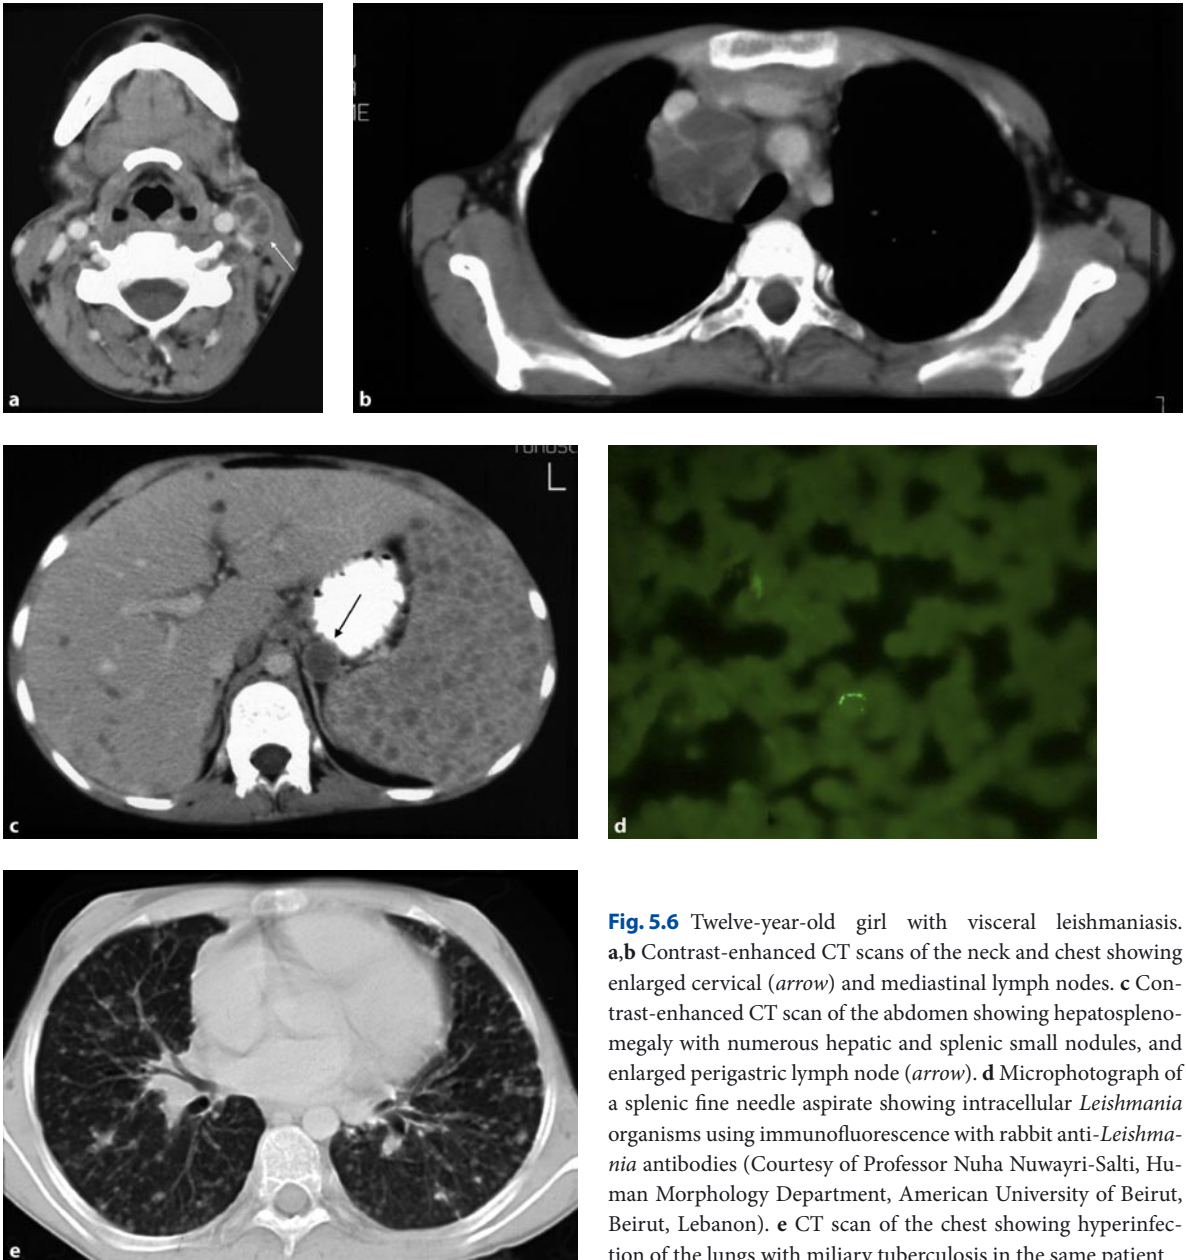 E
a
b
L
c
d
e
Fig. 5.6 Twelve-year-old girl with visceral leishmaniasis.
a,b Contrast-enhanced CT scans of the neck and chest showing
enlarged cervical (arrow) and mediastinal lymph nodes. c Con-
trast-enhanced CT scan of the abdomen showing hepatospleno-
megaly with numerous hepatic and splenic small nodules, and
enlarged perigastric lymph node (arrow). d Microphotograph of
a splenic fine needle aspirate showing intracellular Leishmania
organisms using immunofluorescence with rabbit anti-Leishma-
nia antibodies (Courtesy of Professor Nuha Nuwayri-Salti, Hu-
man Morphology Department, American University of Beirut,
Beirut, Lebanon). e CT scan of the chest showing hyperinfec-
tion of the lungs with miliary tuberculosis in the same patient